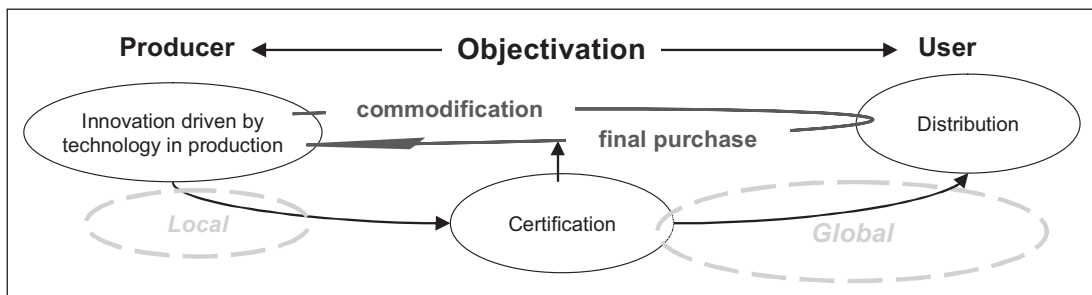 Producer Objectivation User
commodification
Innovation driven by
technology in production
final purchase
Distribution
Local
Certification
Global